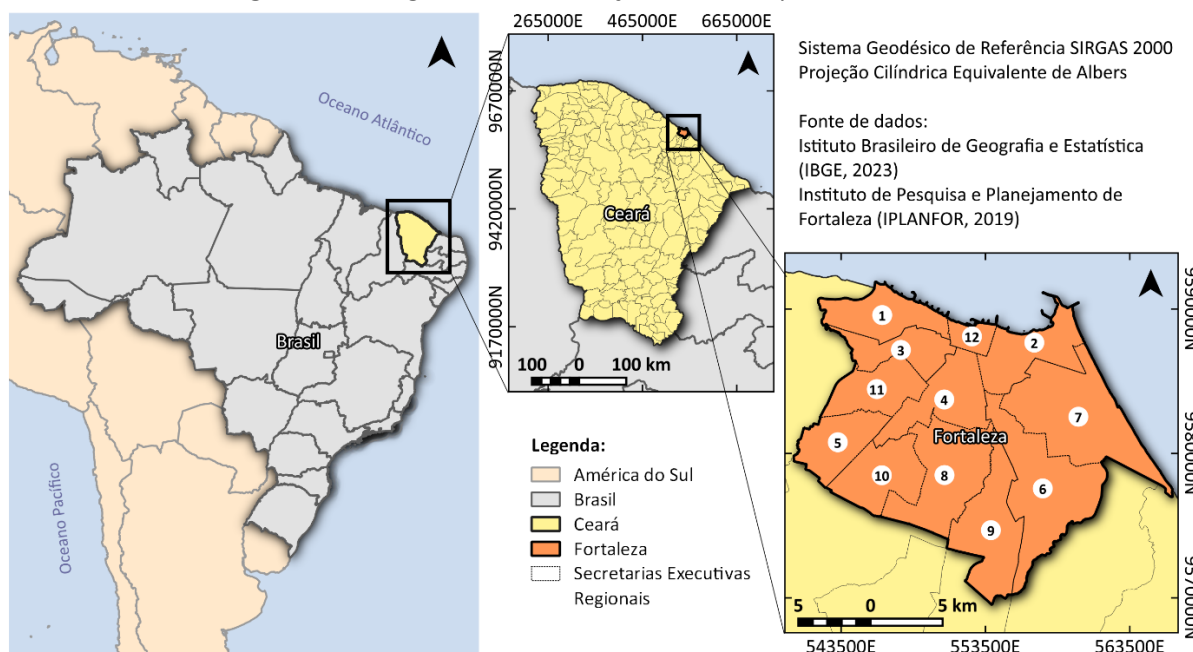 265000E 465000E 665000E
9670000N
9420000N
9170000N
Oceano Atlântico
Oceano Pacífico
Brasil
Ceará
100 0 100 km
Sistema Geodésico de Referência SIRGAS 2000
Projeção Cilíndrica Equivalente de Albers
Fonte de dados:
Istituto Brasileiro de Geografia e Estatística
(IBGE, 2023)
Instituto de Pesquisa e Planejamento de
Fortaleza (IPLANFOR, 2019)
Legenda:
América do Sul
Brasil
Ceará
Fortaleza
Secretarias Executivas
Regionais
1
12
2
3
11
4
7
Fortaleza
5
10
8
6
9
5 0 5 km
9590000N
9580000N
9570000N
543500E 553500E 563500E